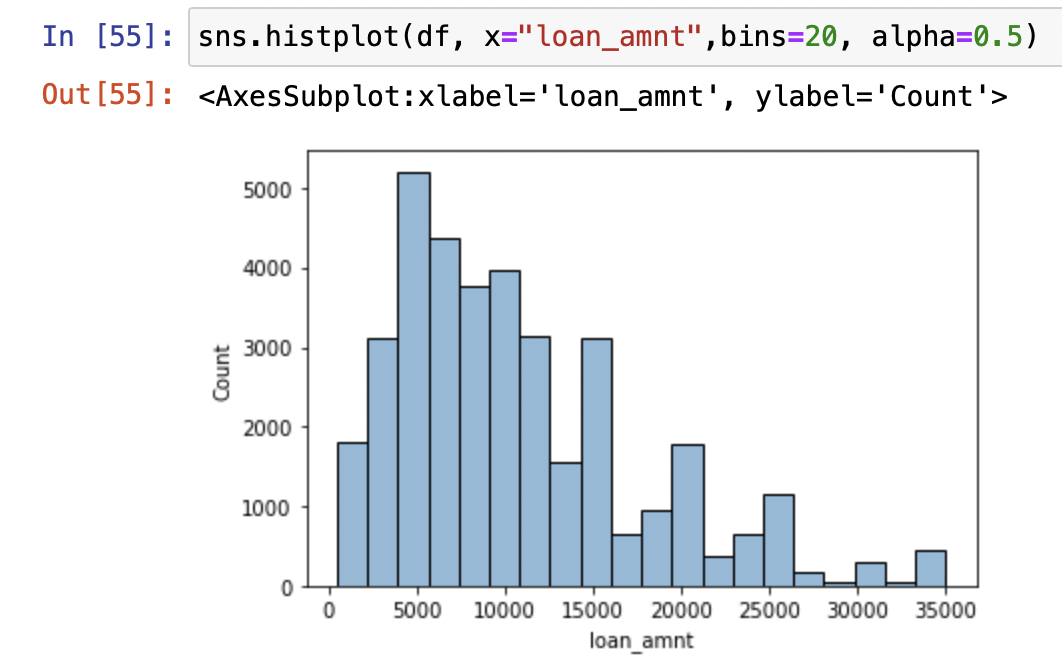 In [55]: sns.histplot(df, x="loan_amnt",bins=20, alpha=0.5)
Out[55]: <AxesSubplot:xlabel='loan_amnt', ylabel='Count'>
5000
4000
3000
2000
1000
0
Count
0 5000 10000 15000 20000 25000 30000 35000
loan_amnt